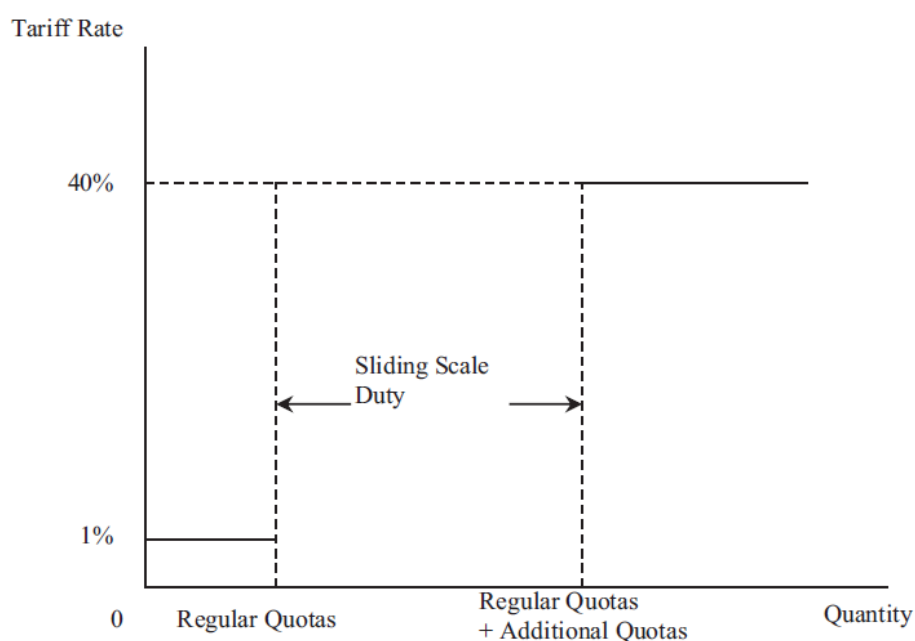 Tariff Rate
40%
Sliding Scale
Duty
1%
0
Regular Quotas
Regular Quotas
+ Additional Quotas
Quantity